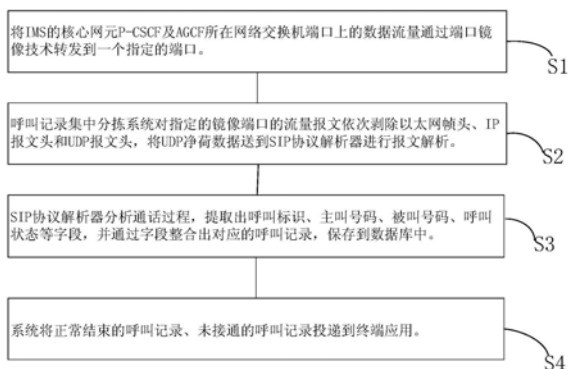 将IMS的核心网元P-CSCF及AGCF所在网络交换机端口上的数据流量通过端口镜
像技术转发到一个指定的端口。
S1
呼叫记录集中分拣系统对指定的镜像端口的流量报文依次剥除以太网帧头、IP
报文头和UDP报文头，将UDP净荷数据送到SIP协议解析器进行报文解析。
S2
SIP协议解析器分析通话过程，提取出呼叫标识、主叫号码、被叫号码、呼叫
状态等字段，并通过字段整合出对应的呼叫记录，保存到数据库中。
S3
系统将正常结束的呼叫记录、未接通的呼叫记录投递到终端应用。
S4